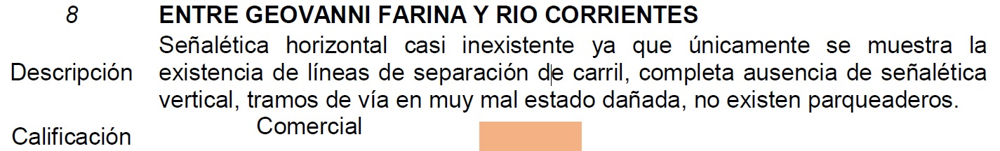 8 ENTRE GEOVANNI FARINA Y RIO CORRIENTES
Señalética horizontal casi inexistente ya que únicamente se muestra la
Descripción existencia de líneas de separación de carril, completa ausencia de señalética
vertical, tramos de vía en muy mal estado dañada, no existen parqueaderos.
Comercial
Calificación